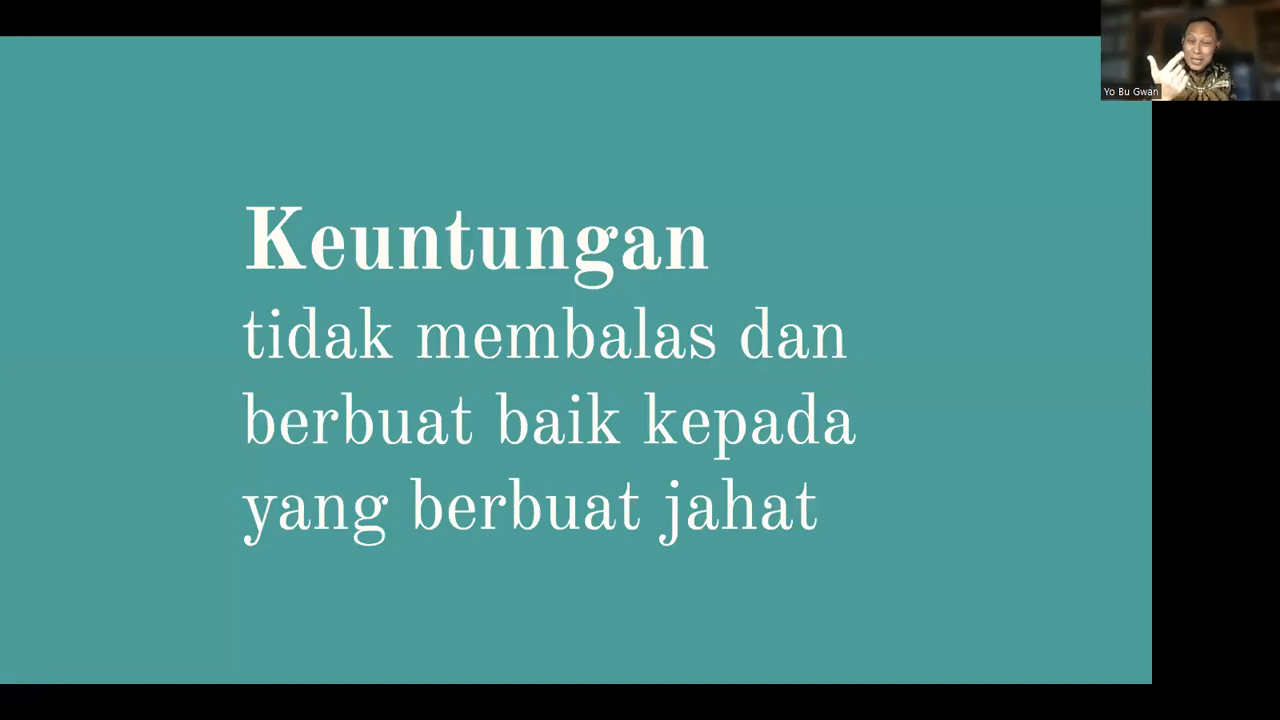 Yo Bu Gwan
Keuntungan
tidak membalas dan
berbuat baik kepada
yang berbuat jahat